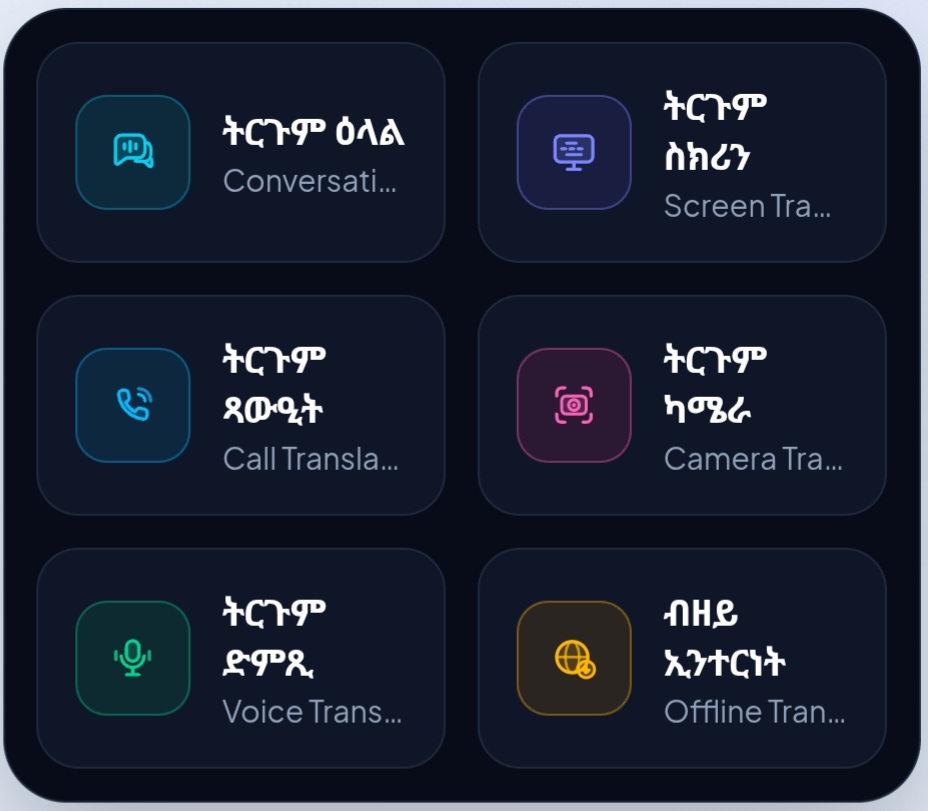 ትርጉም ዕላል
Conversati...
ትርጉም
ስክሪን
Screen Tra...
ትርጉም
ጻውዒት
Call Transla...
ትርጉም
ካሜራ
Camera Tra...
ትርጉም
ድምጺ
Voice Trans...
ብዘይ
ኢንተርነት
Offline Tran...